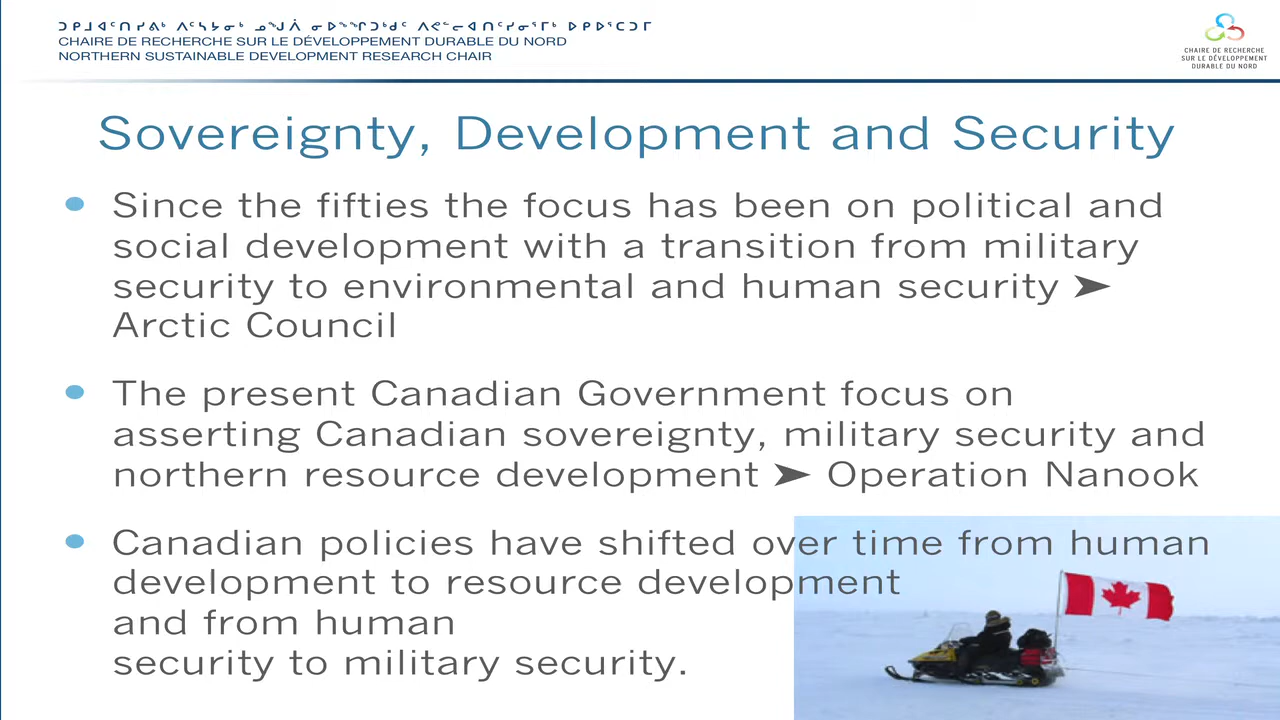 CHAIRE DE RECHERCHE SUR LE DÉVELOPPEMENT DURABLE DU NORD
NORTHERN SUSTAINABLE DEVELOPMENT RESEARCH CHAIR
CHAIRE DE RECHERCHE
SUR LE DÉVELOPPEMENT
DURABLE DU NORD
Sovereignty, Development and Security
Since the fifties the focus has been on political and
social development with a transition from military
security to environmental and human security ➤
Arctic Council
The present Canadian Government focus on
asserting Canadian sovereignty, military security and
northern resource development ➤ Operation Nanook
Canadian policies have shifted over time from human
development to resource development
and from human
security to military security.